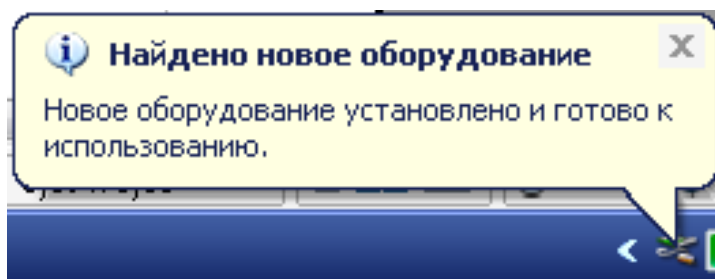 Найдено новое оборудование
Новое оборудование установлено и готово к
использованию.